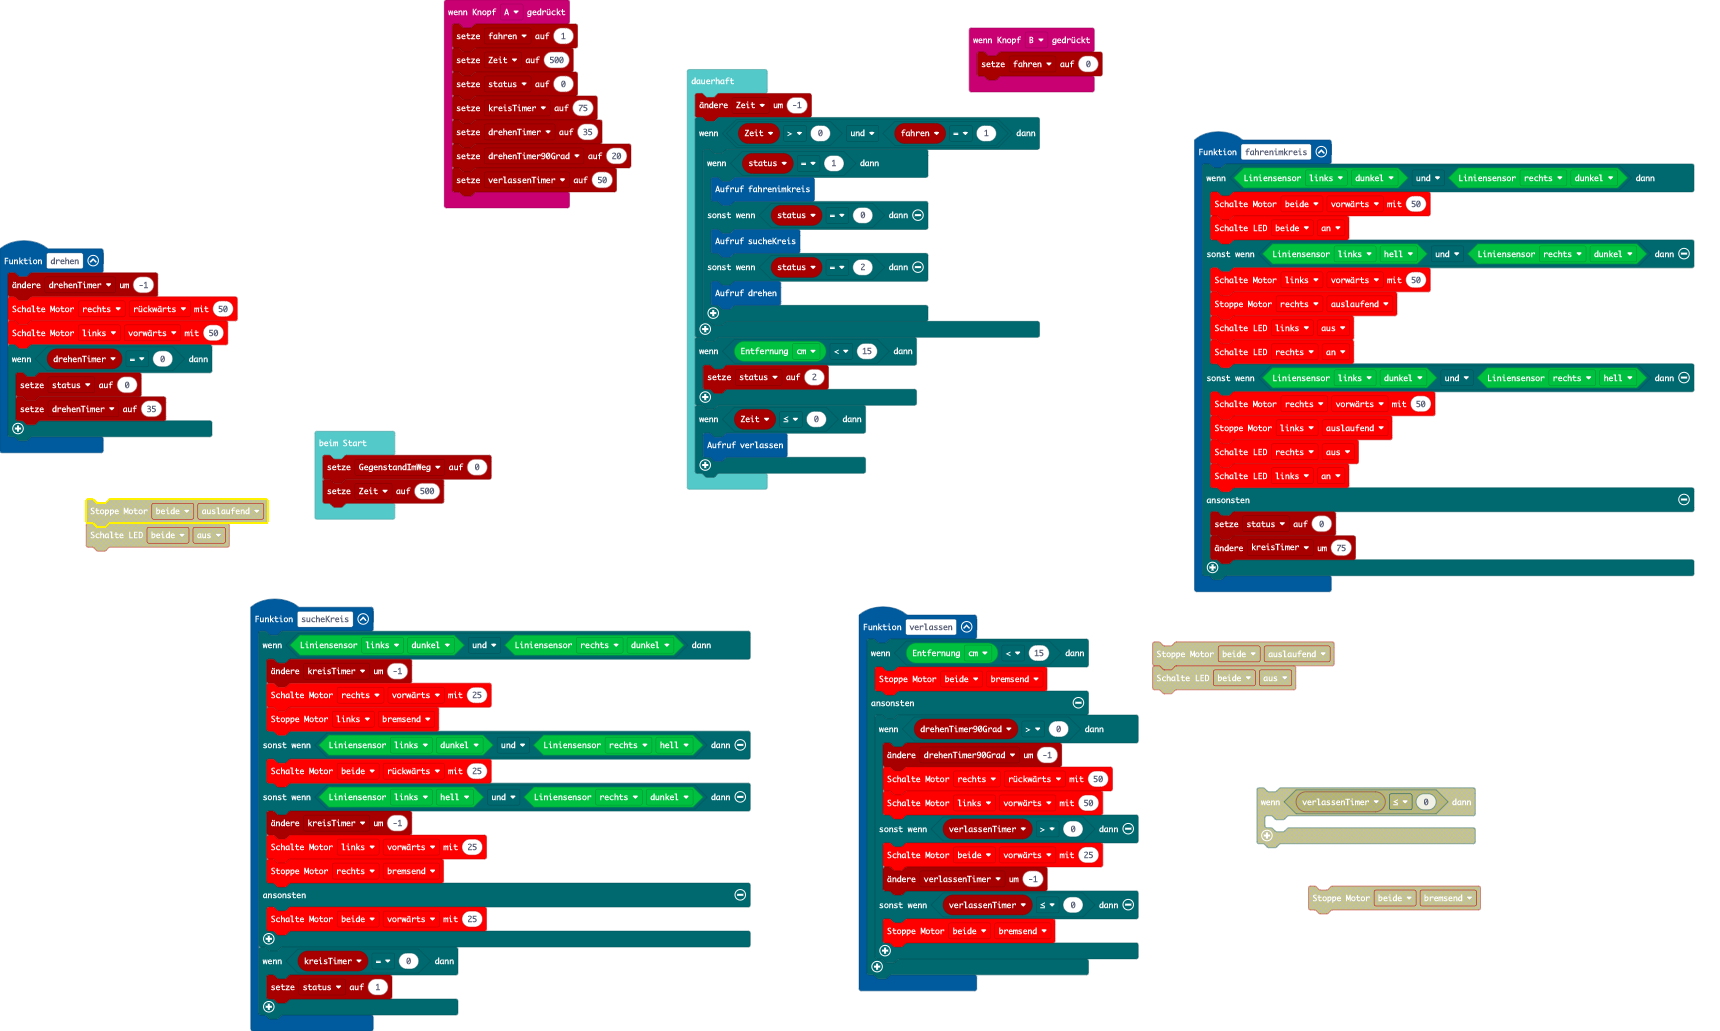 wenn Knopf A gedrückt
setze fahren auf 1
setze Zeit auf 500
setze status auf 0
setze kreisTimer auf 75
setze drehenTimer auf 35
setze drehenTimer90Grad auf 20
setze verlassenTimer auf 50
wenn Knopf B gedrückt
setze fahren auf 0
dauerhaft
ändere Zeit um -1
wenn Zeit > 0 und fahren = 1 dann
wenn status = 1 dann
Aufruf fahrenimkreis
sonst wenn status = 0 dann
Aufruf sucheKreis
sonst wenn status = 2 dann
Aufruf drehen
wenn Entfernung cm < 15 dann
setze status auf 2
wenn Zeit ≤ 0 dann
Aufruf verlassen
Funktion fahrenimkreis
wenn Liniensensor links dunkel und Liniensensor rechts dunkel dann
Schalte Motor beide vorwärts mit 50
Schalte LED beide an
sonst wenn Liniensensor links hell und Liniensensor rechts dunkel dann
Schalte Motor links vorwärts mit 50
Stoppe Motor rechts auslaufend
Schalte LED links aus
Schalte LED rechts an
sonst wenn Liniensensor links dunkel und Liniensensor rechts hell dann
Schalte Motor rechts vorwärts mit 50
Stoppe Motor links auslaufend
Schalte LED rechts aus
Schalte LED links an
ansonsten
setze status auf 0
ändere kreisTimer um 75
Funktion drehen
ändere drehenTimer um -1
Schalte Motor rechts rückwärts mit 50
Schalte Motor links vorwärts mit 50
wenn drehenTimer = 0 dann
setze status auf 0
setze drehenTimer auf 35
beim Start
setze GegenstandImWeg auf 0
setze Zeit auf 500
Stoppe Motor beide auslaufend
Schalte LED beide aus
Funktion sucheKreis
wenn Liniensensor links dunkel und Liniensensor rechts dunkel dann
ändere kreisTimer um -1
Schalte Motor rechts vorwärts mit 25
Stoppe Motor links bremsend
sonst wenn Liniensensor links dunkel und Liniensensor rechts hell dann
Schalte Motor beide rückwärts mit 25
sonst wenn Liniensensor links hell und Liniensensor rechts dunkel dann
ändere kreisTimer um -1
Schalte Motor links vorwärts mit 25
Stoppe Motor rechts bremsend
ansonsten
Schalte Motor beide vorwärts mit 25
wenn kreisTimer = 0 dann
setze status auf 1
Funktion verlassen
wenn Entfernung cm < 15 dann
Stoppe Motor beide bremsend
ansonsten
wenn drehenTimer90Grad > 0 dann
ändere drehenTimer90Grad um -1
Schalte Motor rechts rückwärts mit 50
Schalte Motor links vorwärts mit 50
sonst wenn verlassenTimer > 0 dann
Schalte Motor beide vorwärts mit 25
ändere verlassenTimer um -1
sonst wenn verlassenTimer ≤ 0 dann
Stoppe Motor beide bremsend
Stoppe Motor beide auslaufend
Schalte LED beide aus
wenn verlassenTimer ≤ 0 dann
Stoppe Motor beide bremsend